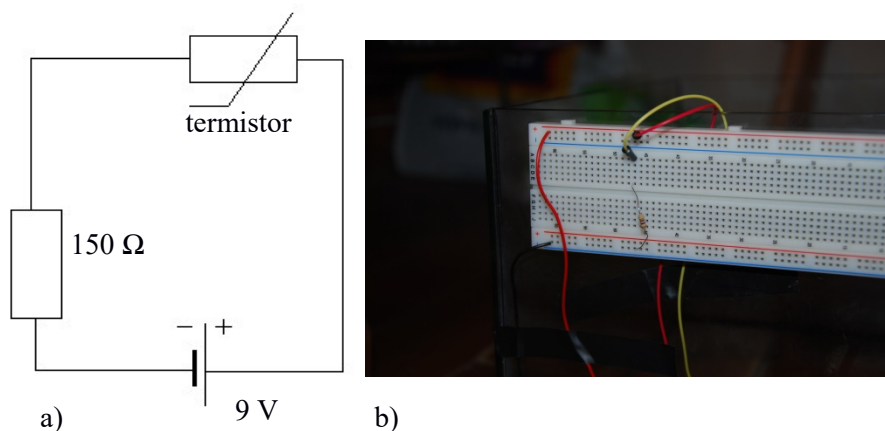 termistor
150 Ω
− +
9 V
a)
b)